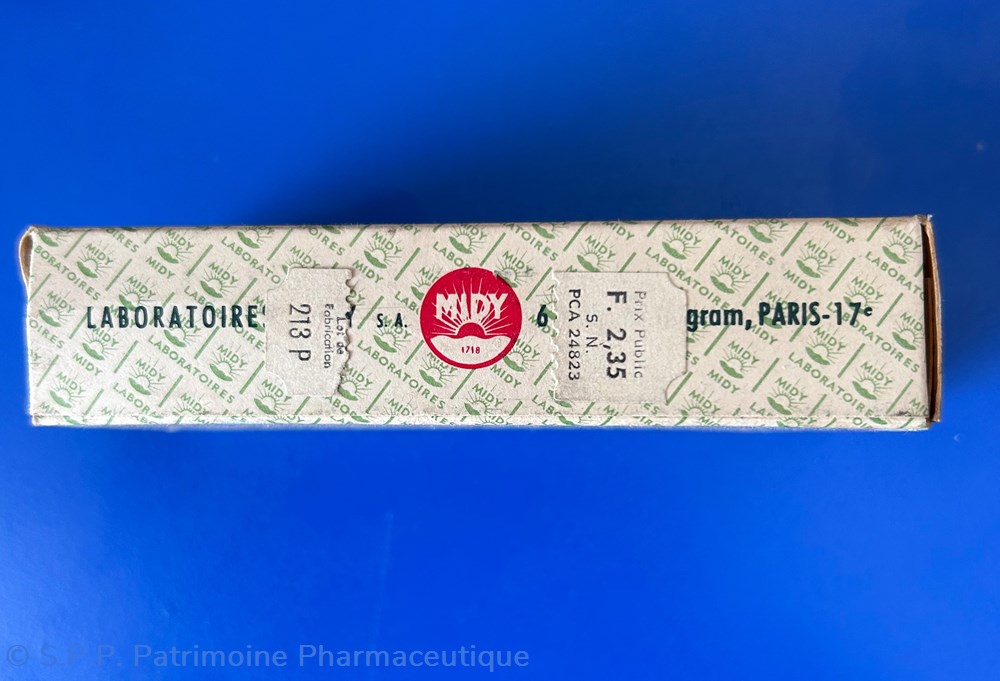 LABORATOIRE
S. A.
MIDY
1718
6
gram, PARIS-17e
Lot de
Fabrication
213 P
Prix Public
F. 2,35
S. N.
PCA 24823
MIDY
LABORATOIRES
© S.P.P. Patrimoine Pharmaceutique